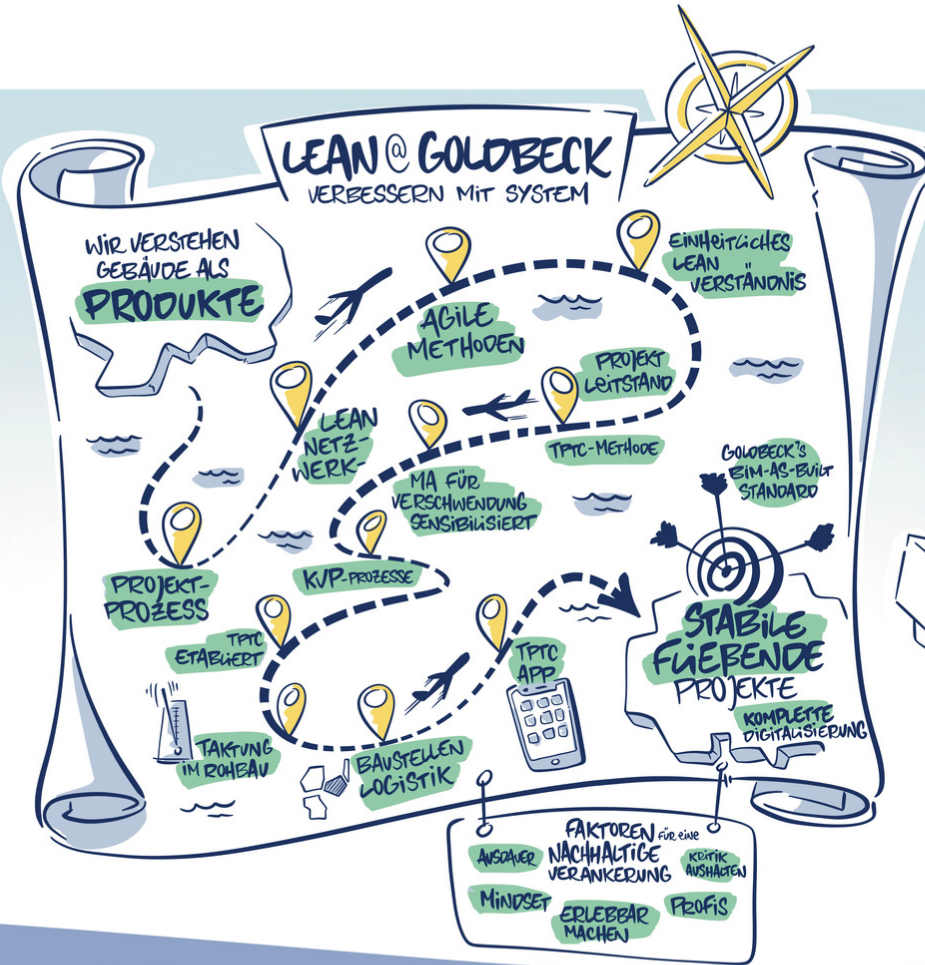 LEAN @ GOLDBECK
VERBESSERN MIT SYSTEM
WIR VERSTEHEN
GEBÄUDE ALS
PRODUKTE
PROJEKT-
PROZESS
LEAN
NETZ-
WERK-
AGILE
METHODEN
EINHEITLICHES
LEAN
VERSTÄNDNIS
PROJEKT
LEITSTAND
TPTC-METHODE
MA FÜR
VERSCHWENDUNG
SENSIBILISIERT
KVP-PROZESSE
TPTC
ETABLIERT
TAKTUNG
IM ROHBAU
BAUSTELLEN
LOGISTIK
TPTC
APP
GOLDBECK'S
BIM-AS-BUILT
STANDARD
STABILE
FLIEßENDE
PROJEKTE
KOMPLETTE
DIGITALISIERUNG
FAKTOREN FÜR EINE
NACHHALTIGE
VERANKERUNG
AUSDAUER
KRITIK
AUSHALTEN
MINDSET
ERLEBBAR
MACHEN
PROFIS